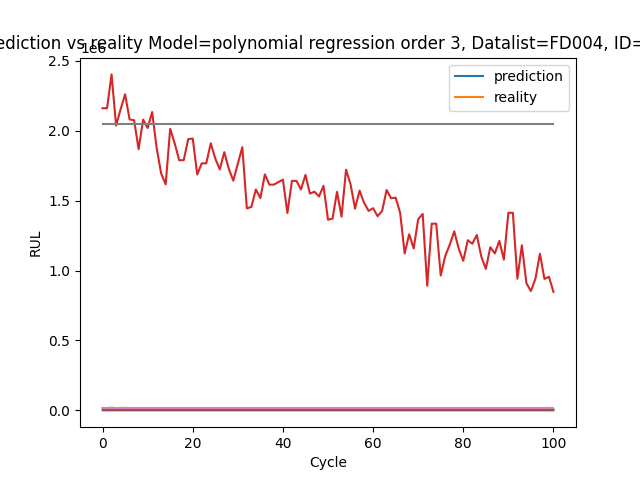 ediction vs reality Model=polynomial regression order 3, Datalist=FD004, ID=
1e6
2.5
2.0
1.5
1.0
0.5
0.0
RUL
prediction
reality
0 20 40 60 80 100
Cycle